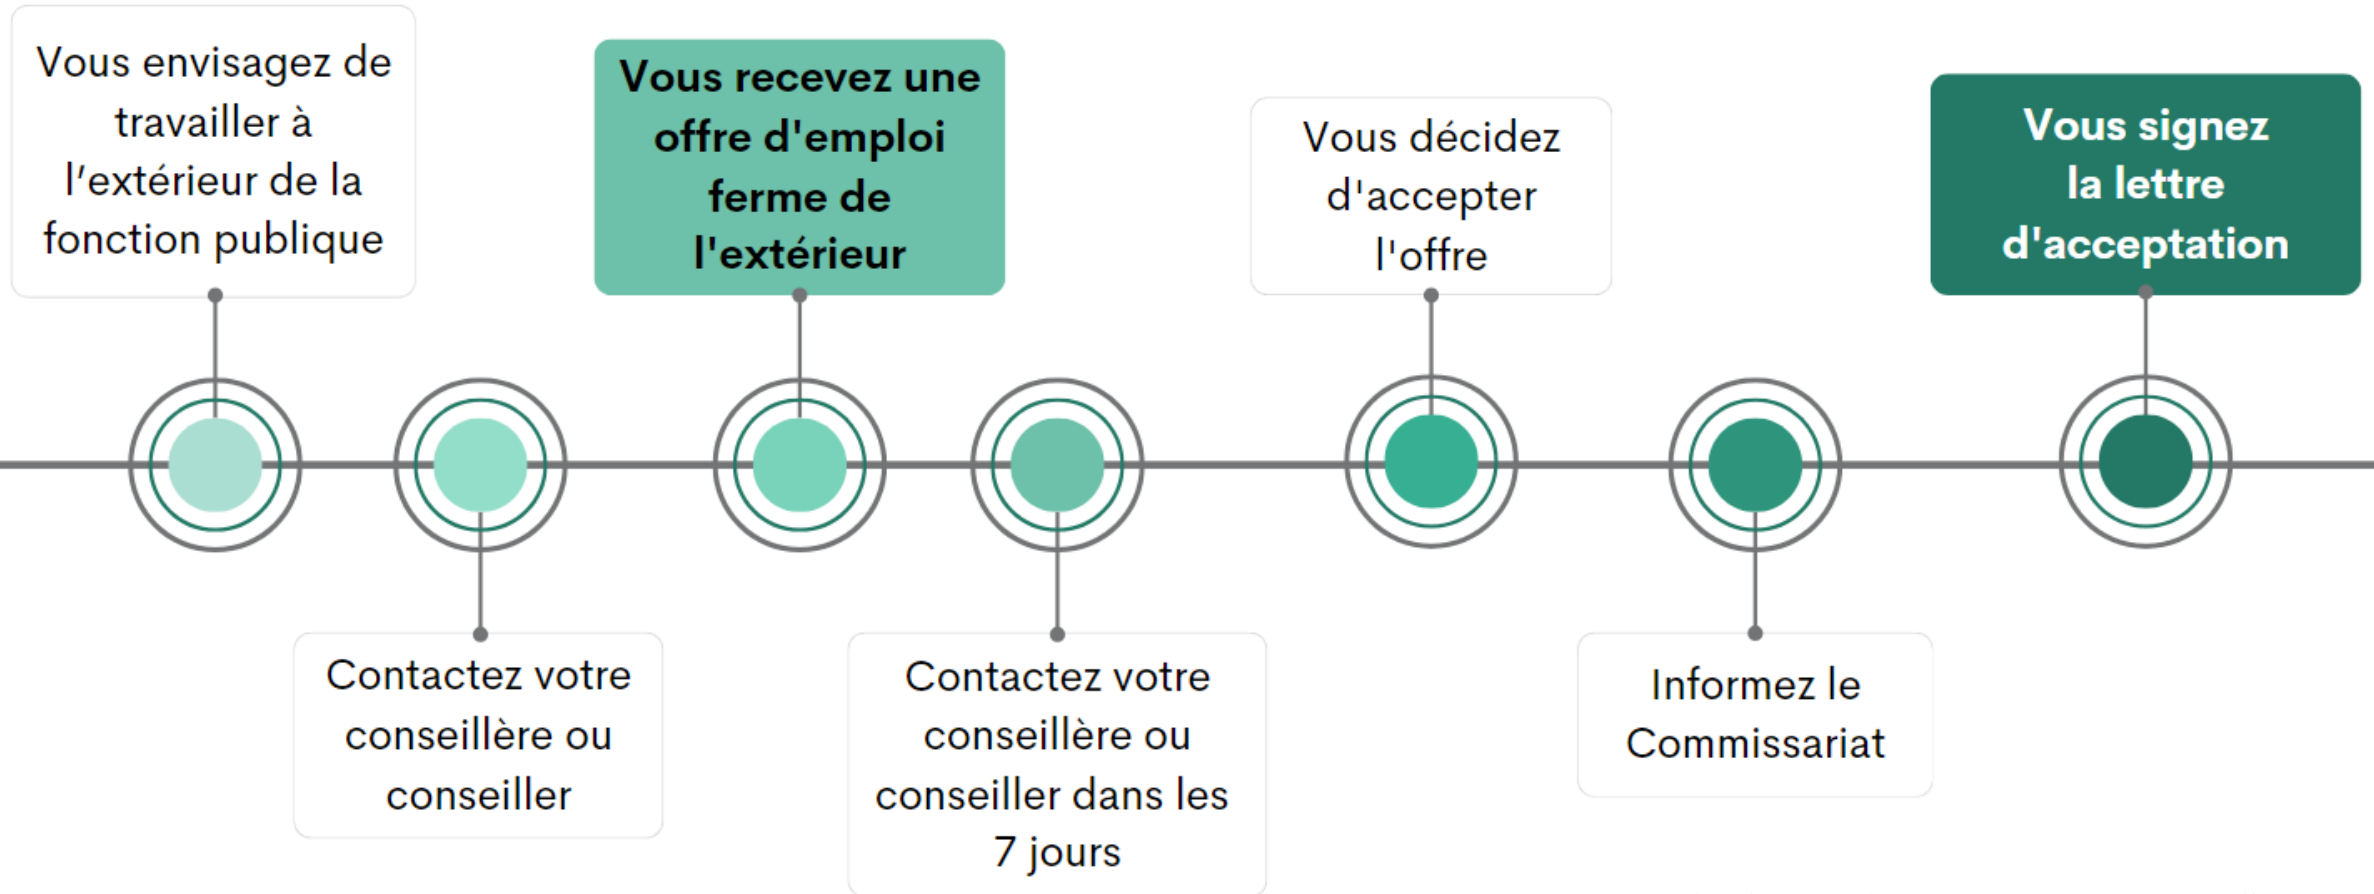 Vous envisagez de
travailler à
l'extérieur de la
fonction publique
Contactez votre
conseillère ou
conseiller
Vous recevez une
offre d'emploi
ferme de
l'extérieur
Contactez votre
conseillère ou
conseiller dans les
7 jours
Vous décidez
d'accepter
l'offre
Informez le
Commissariat
Vous signez
la lettre
d'acceptation